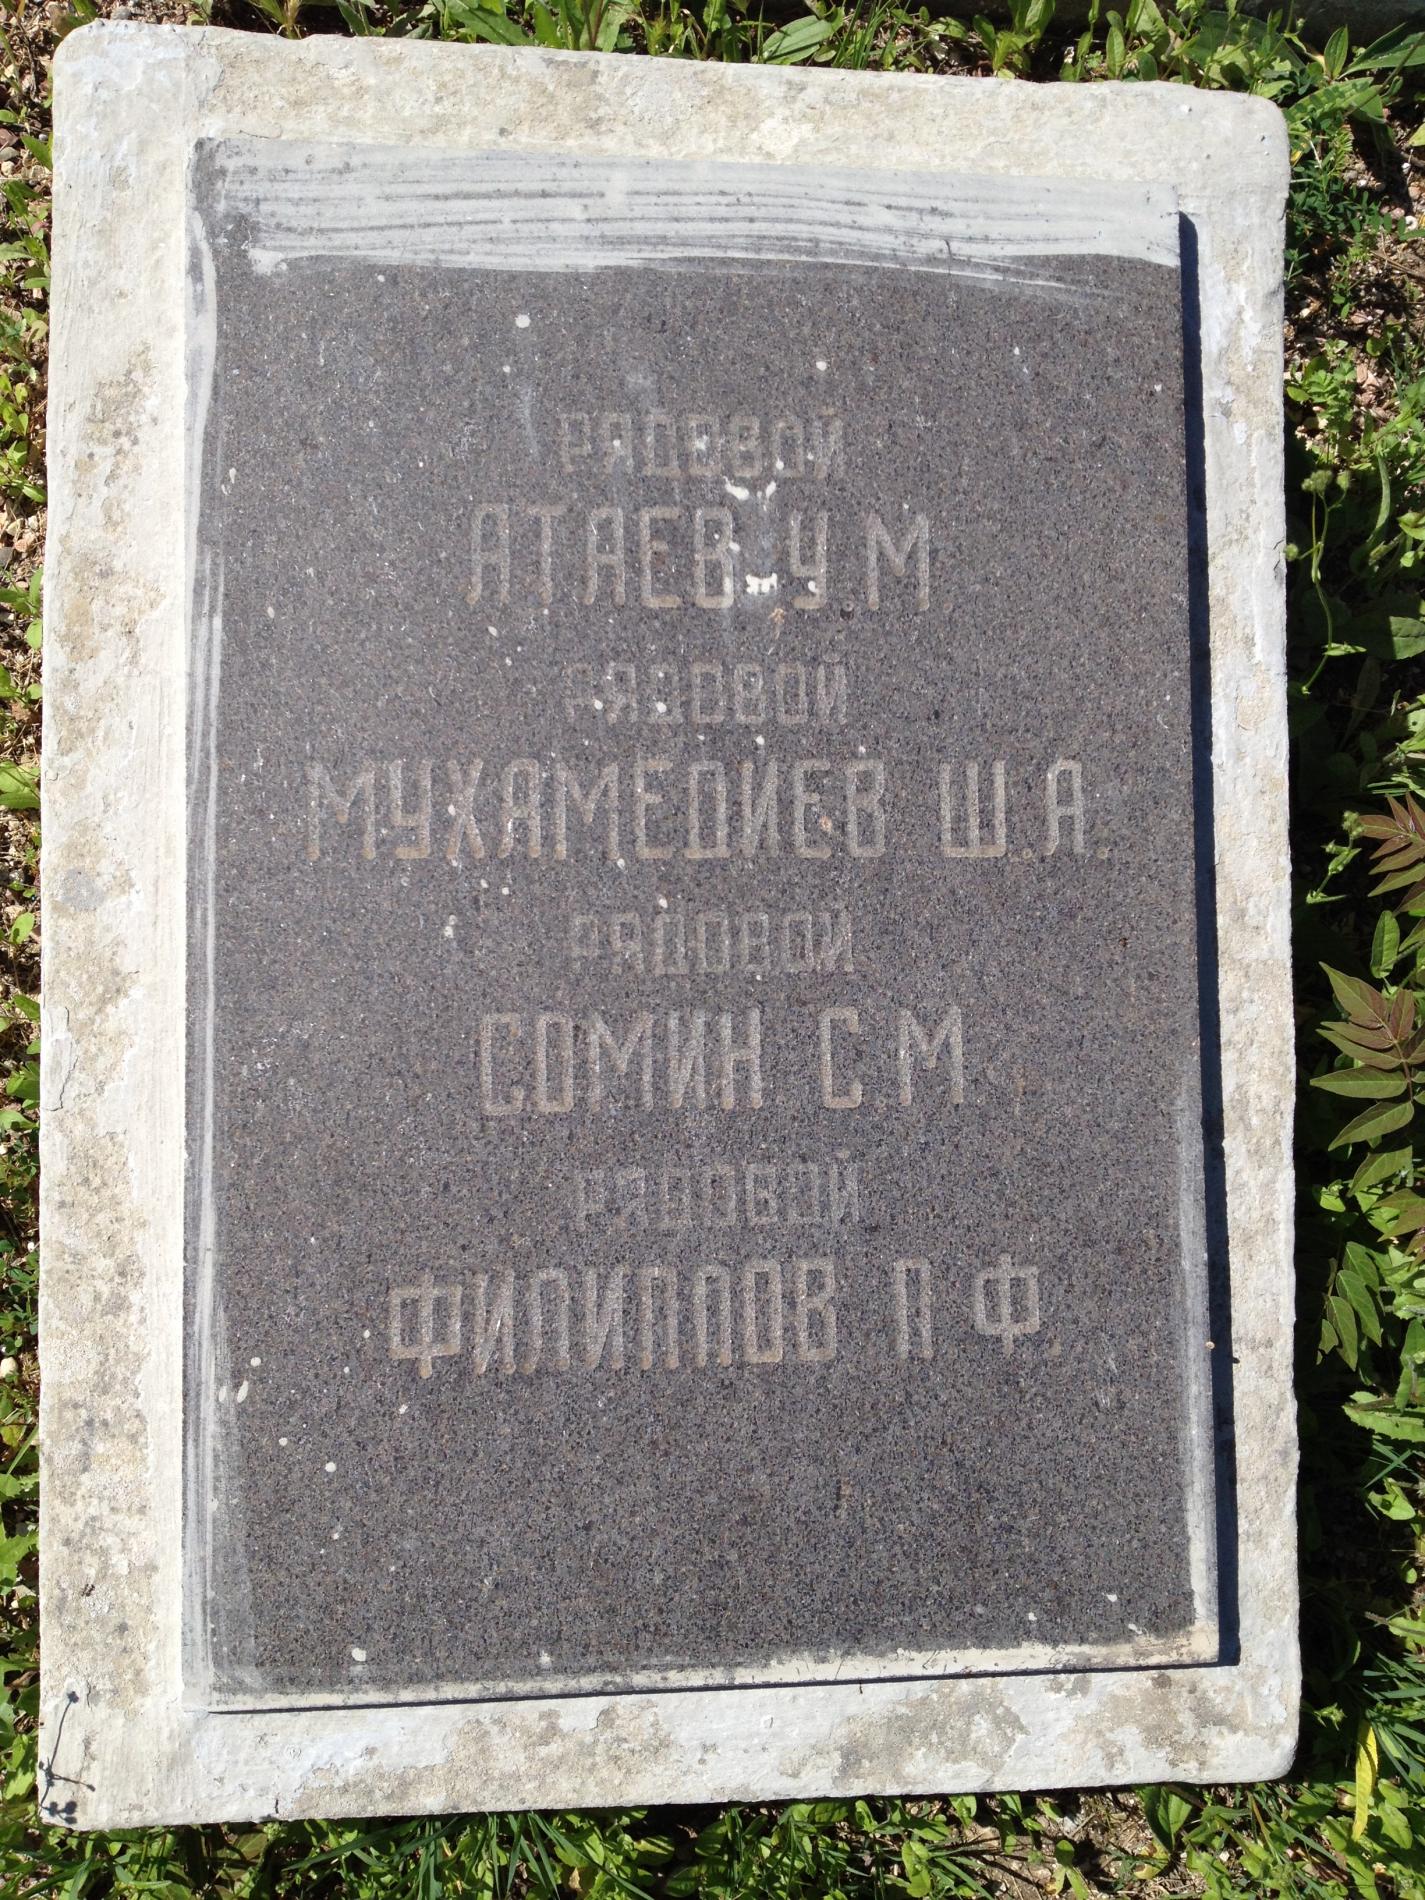 РЯДОВОЙ
АТАЕВ У.М.
РЯДОВОЙ
МУХАМЕДИЕВ Ш.А.
РЯДОВОЙ
СОМИН С.М
РЯДОВОЙ
ФИЛИППОВ П Ф.